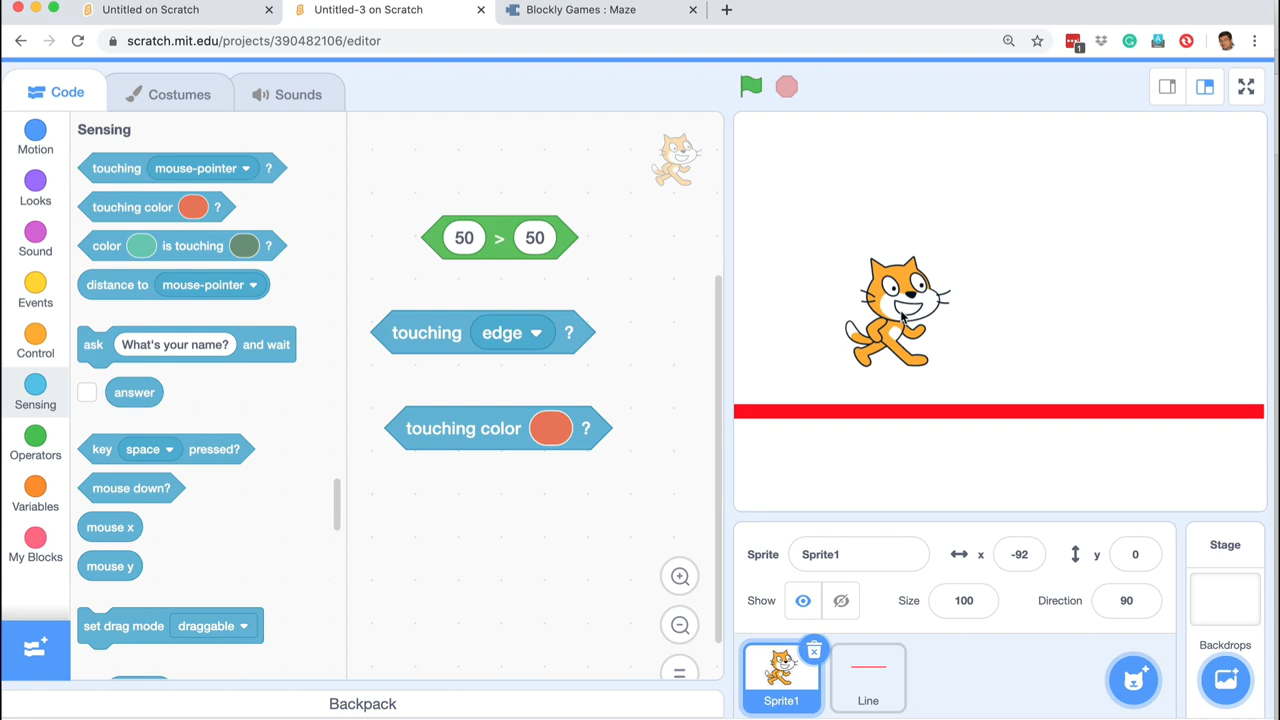 Untitled on Scratch
Untitled-3 on Scratch
Blockly Games : Maze
scratch.mit.edu/projects/390482106/editor
1
Code
Costumes
Sounds
Motion
Looks
Sound
Events
Control
Sensing
Operators
Variables
My Blocks
Sensing
touching mouse-pointer ?
touching color ?
color is touching ?
distance to mouse-pointer
ask What's your name? and wait
answer
key space pressed?
mouse down?
mouse x
mouse y
set drag mode draggable
50 > 50
touching edge ?
touching color ?
Backpack
Sprite Sprite1 x -92 y 0
Show Size 100 Direction 90
Sprite1
Line
Stage
Backdrops